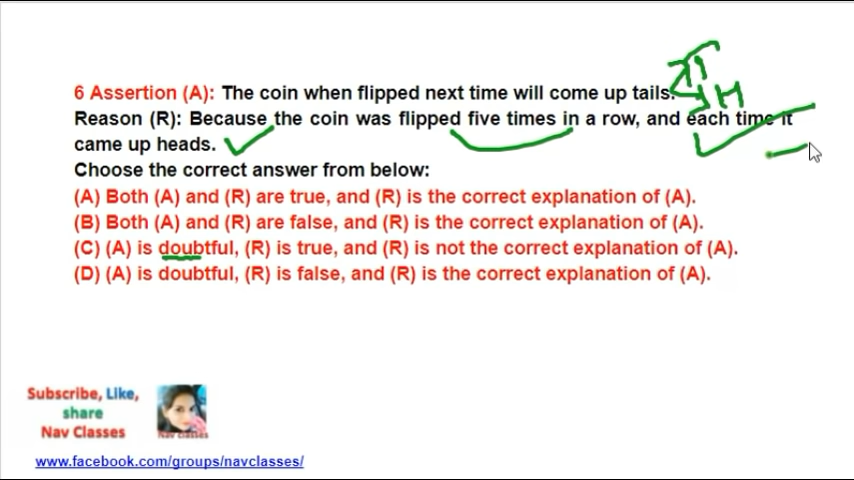 6 Assertion (A): The coin when flipped next time will come up tails.
T
H
Reason (R): Because the coin was flipped five times in a row, and each time it
came up heads.
Choose the correct answer from below:
(A) Both (A) and (R) are true, and (R) is the correct explanation of (A).
(B) Both (A) and (R) are false, and (R) is the correct explanation of (A).
(C) (A) is doubtful, (R) is true, and (R) is not the correct explanation of (A).
(D) (A) is doubtful, (R) is false, and (R) is the correct explanation of (A).
Subscribe, Like,
share
Nav Classes
Nav Classes
www.facebook.com/groups/navclasses/